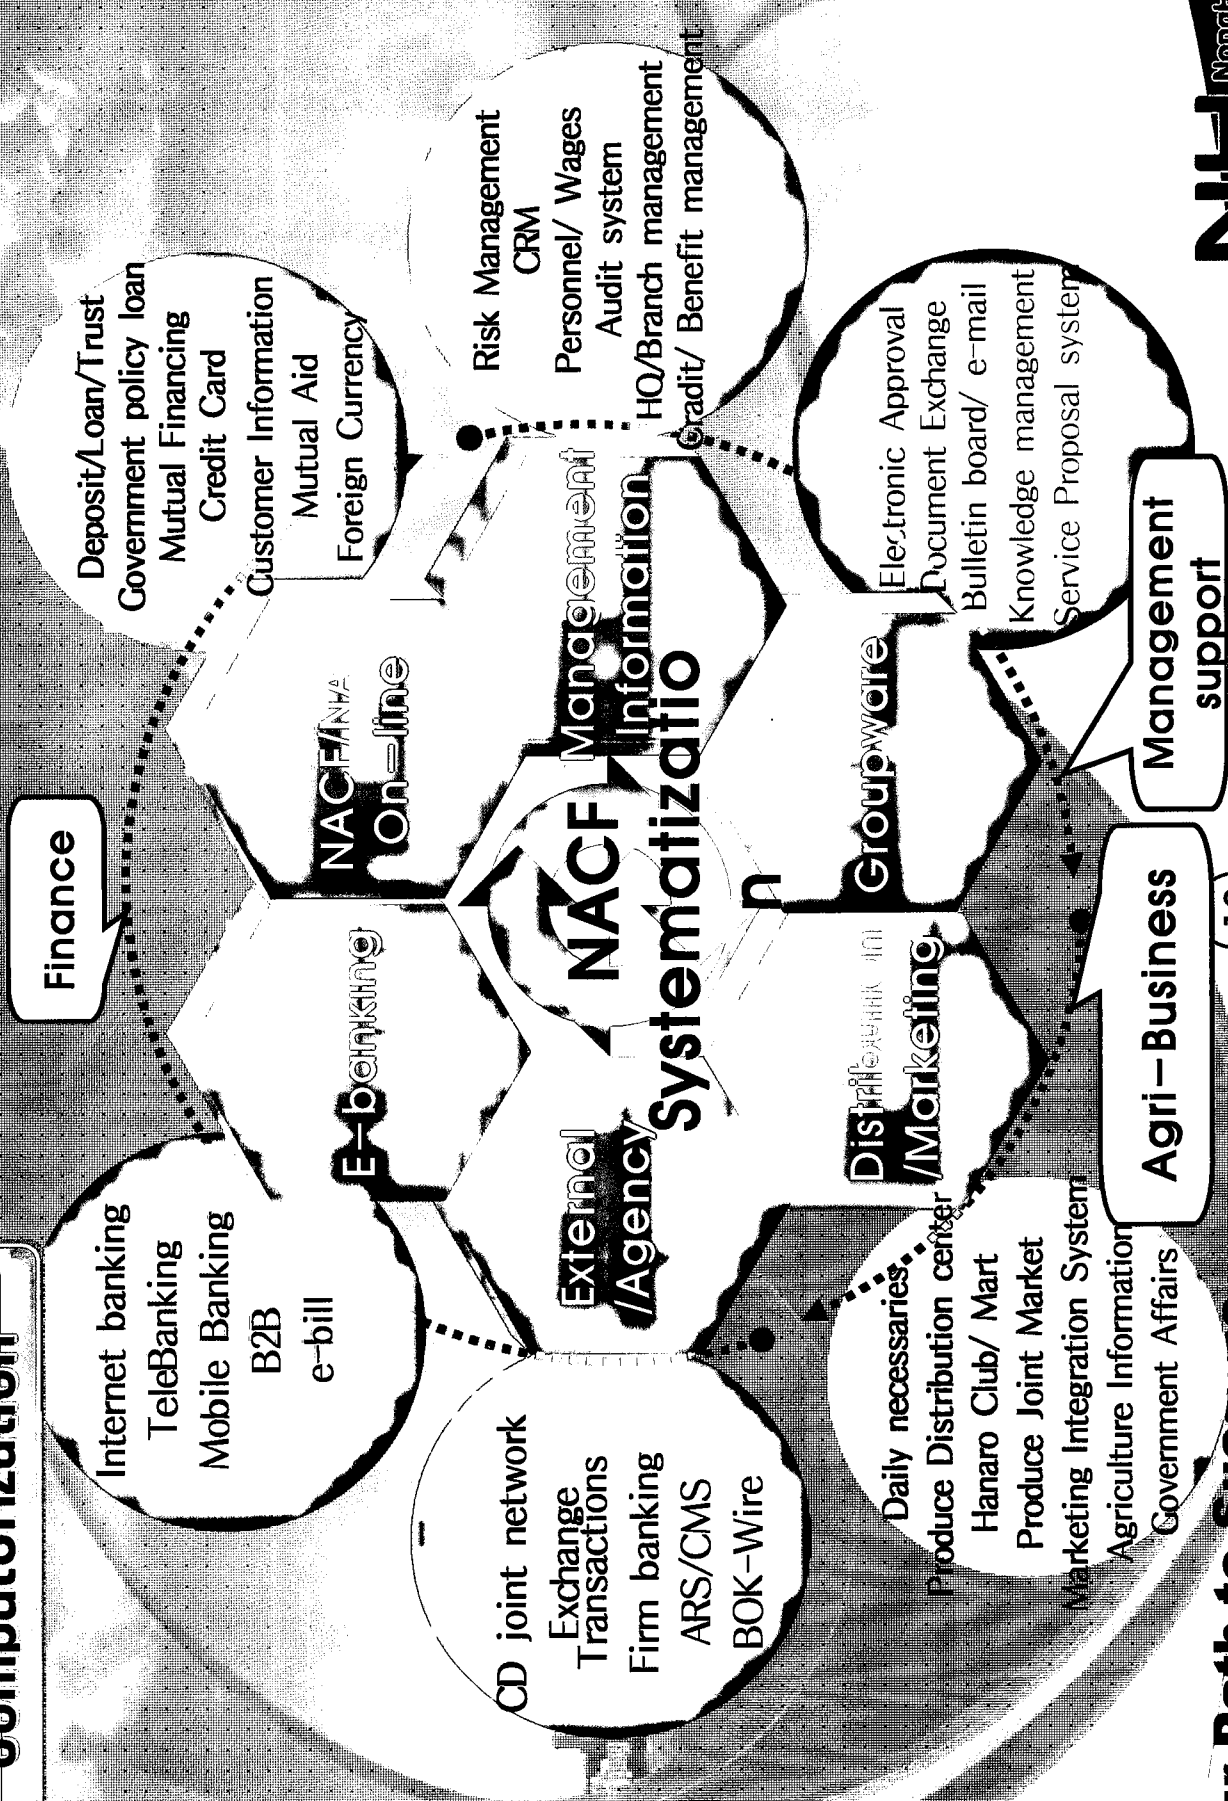 Computorization
Finance
Internet banking
TeleBanking
Mobile Banking
B2B
e-bill
Deposit/Loan/Trust
Government policy loan
Mutual Financing
Credit Card
Customer Information
Mutual Aid
Foreign Currency
E-banking
NACF/
On-line
CD joint network
Exchange
Transactions
Firm banking
ARS/CMS
BOK-Wire
External
/Agency
NACF
Systematizatio
n
Management
Information
Risk Management
CRM
Personnel/ Wages
Audit system
HQ/Branch management
Cradit/ Benefit management
/Marketing
Groupware
Daily necessaries
Produce Distribution center
Hanaro Club/ Mart
Produce Joint Market
Marketing Integration System
Agriculture Information
Government Affairs
Electronic Approval
Document Exchange
Bulletin board/ e-mail
Knowledge management
Service Proposal system
Agri-Business
Management
support